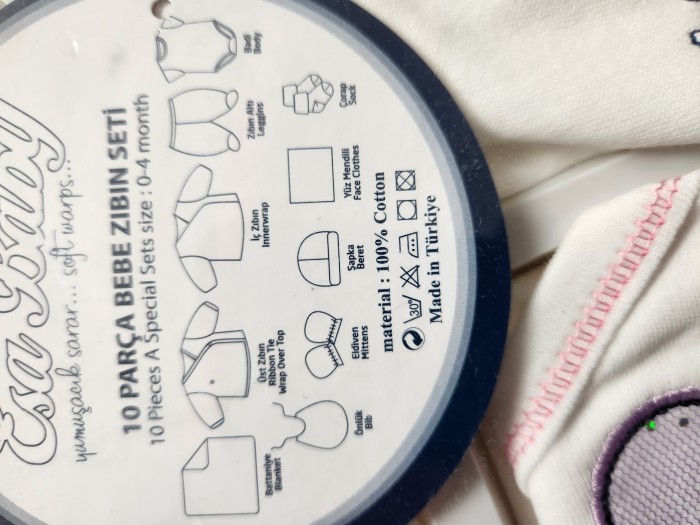 yumuşacık sarar... soft warps...
10 PARÇA BEBE ZIBIN SETİ
10 Pieces A Special Sets size : 0-4 month
Battaniye
Blanket
Üst Zıbın
Ribbon Tie
Wrap Over Top
İç Zıbın
Innerwrap
Zıbın Altı
Leggins
Badi
Body
Önlük
Bib
Eldiven
Mittens
Şapka
Beret
Yüz Mendili
Face Clothes
Çorap
Sock
material : 100% Cotton
30°
Made in Türkiye